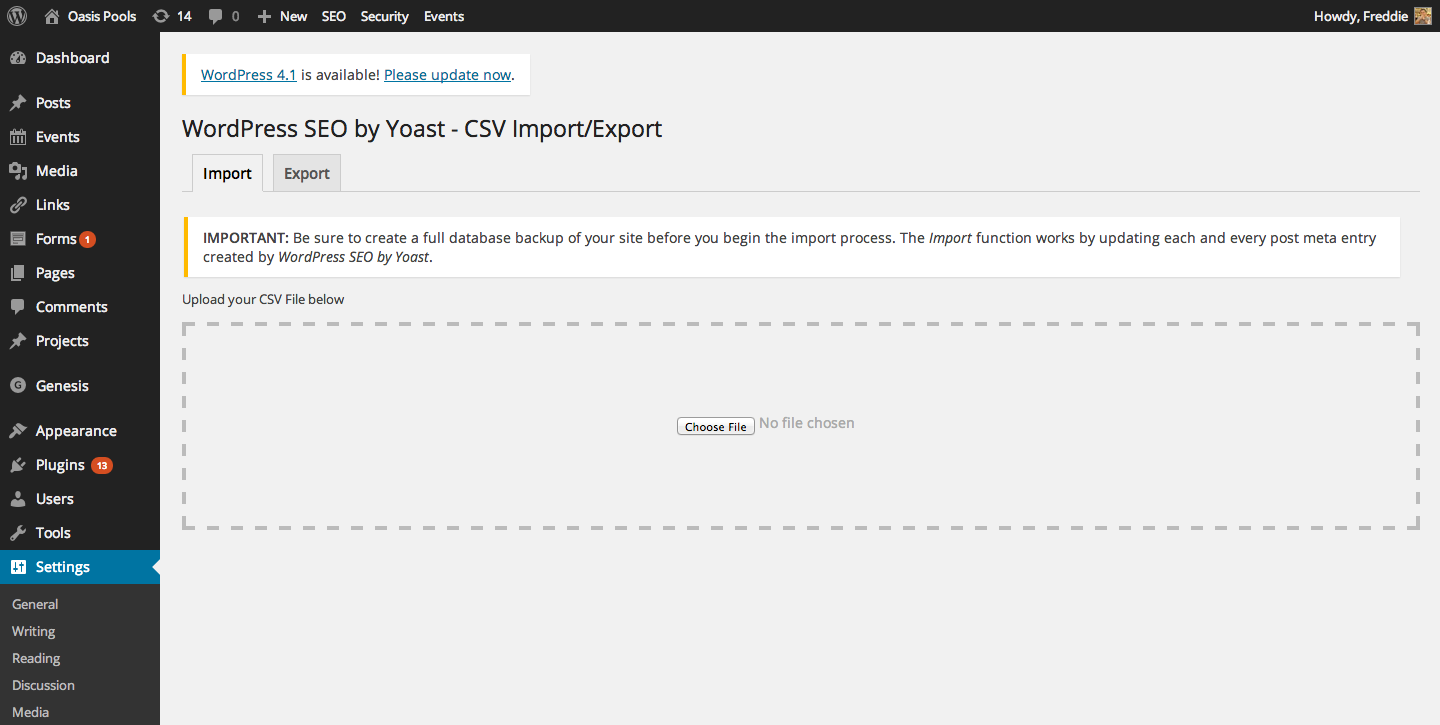 Oasis Pools 14 0 New SEO Security Events Howdy, Freddie
Dashboard
Posts
Events
Media
Links
Forms 1
Pages
Comments
Projects
G Genesis
Appearance
Plugins 13
Users
Tools
Settings
General
Writing
Reading
Discussion
Media
WordPress 4.1 is available! Please update now.
WordPress SEO by Yoast - CSV Import/Export
Import Export
IMPORTANT: Be sure to create a full database backup of your site before you begin the import process. The Import function works by updating each and every post meta entry
created by WordPress SEO by Yoast.
Upload your CSV File below
Choose File No file chosen